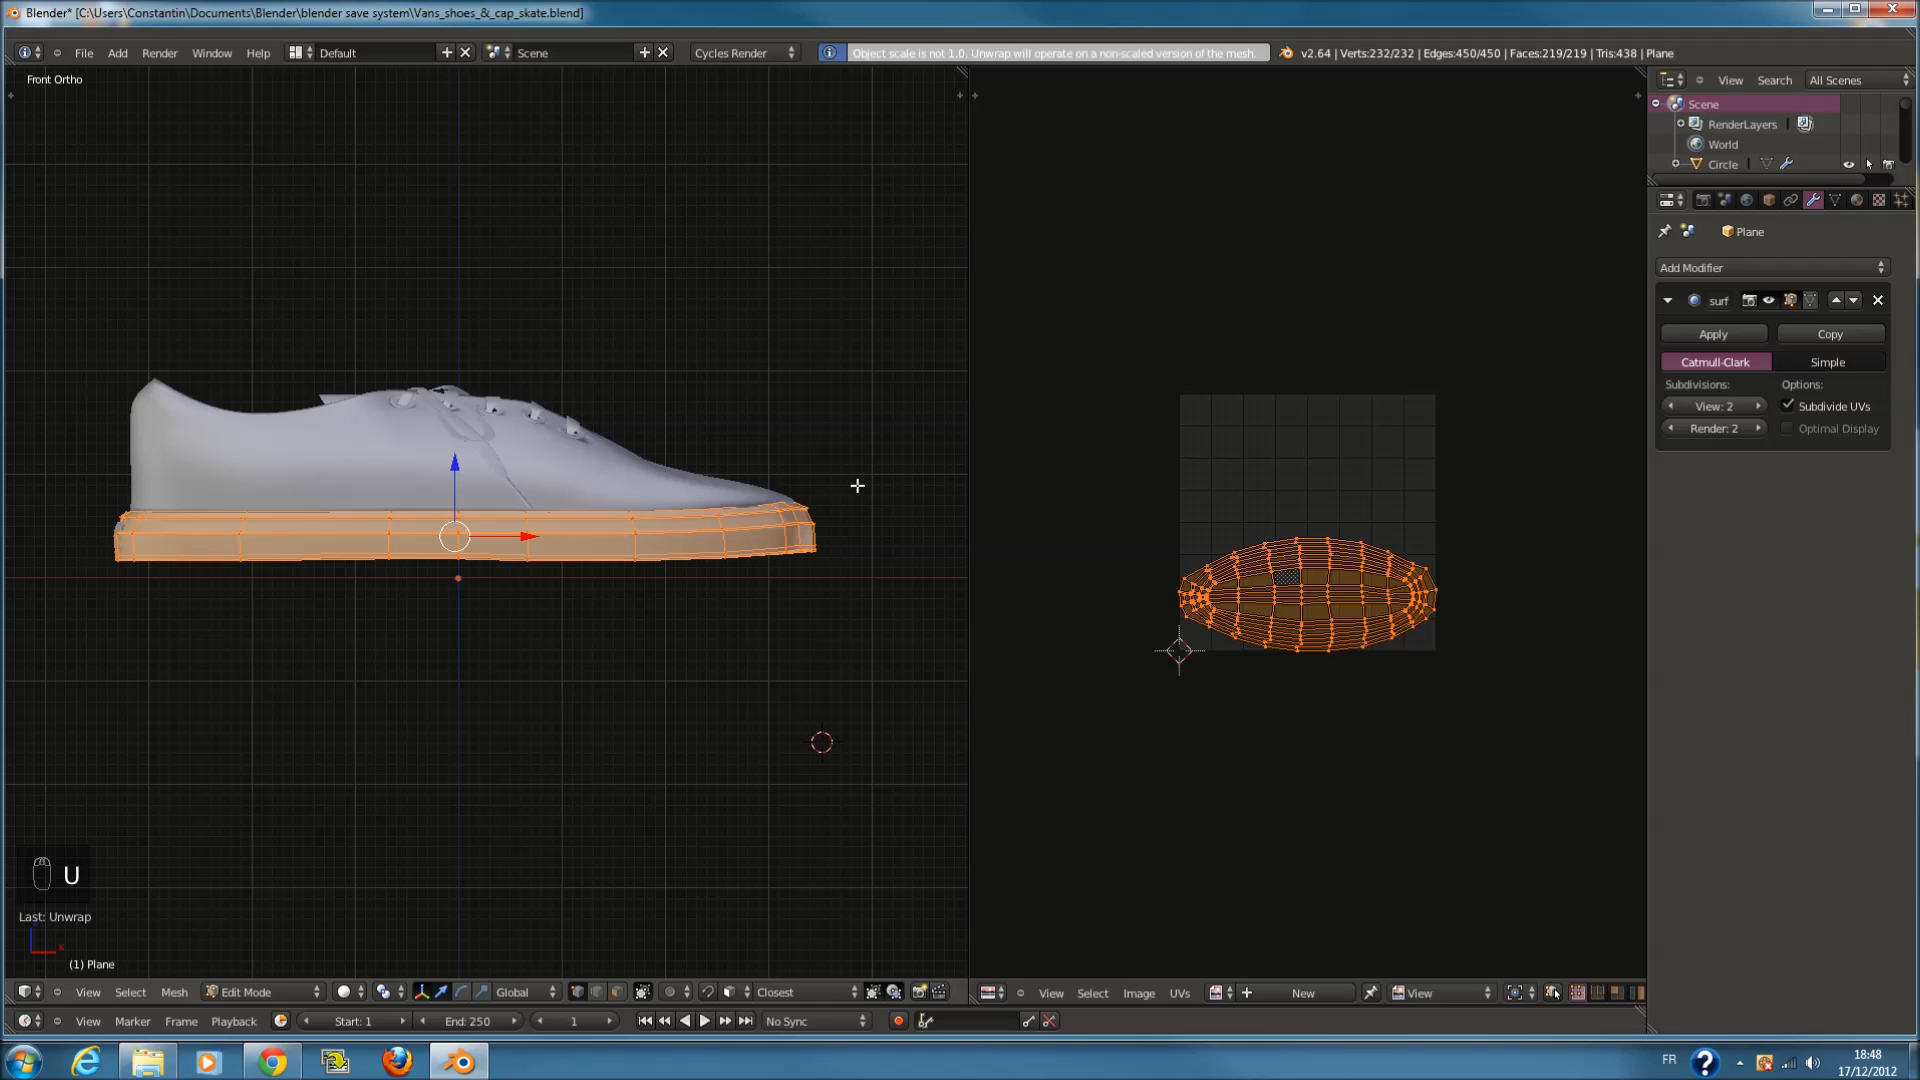 Blender* [C:\Users\Constantin\Documents\Blender\blender save system\Vans_shoes_&_cap_skate.blend]
File Add Render Window Help Default Scene Cycles Render Object scale is not 1.0. Unwrap will operate on a non-scaled version of the mesh. v2.64 | Verts:232/232 | Edges:450/450 | Faces:219/219 | Tris:438 | Plane
Front Ortho
View Search All Scenes
Scene
RenderLayers
World
Circle
Plane
Add Modifier
surf
Apply Copy
Catmull-Clark Simple
Subdivisions: Options:
View: 2 Subdivide UVs
Render: 2 Optimal Display
U
Last: Unwrap
x
(1) Plane
View Select Mesh Edit Mode Global Closest
View Select Image UVs New View
View Marker Frame Playback Start: 1 End: 250 1 No Sync
FR
18:48
17/12/2012